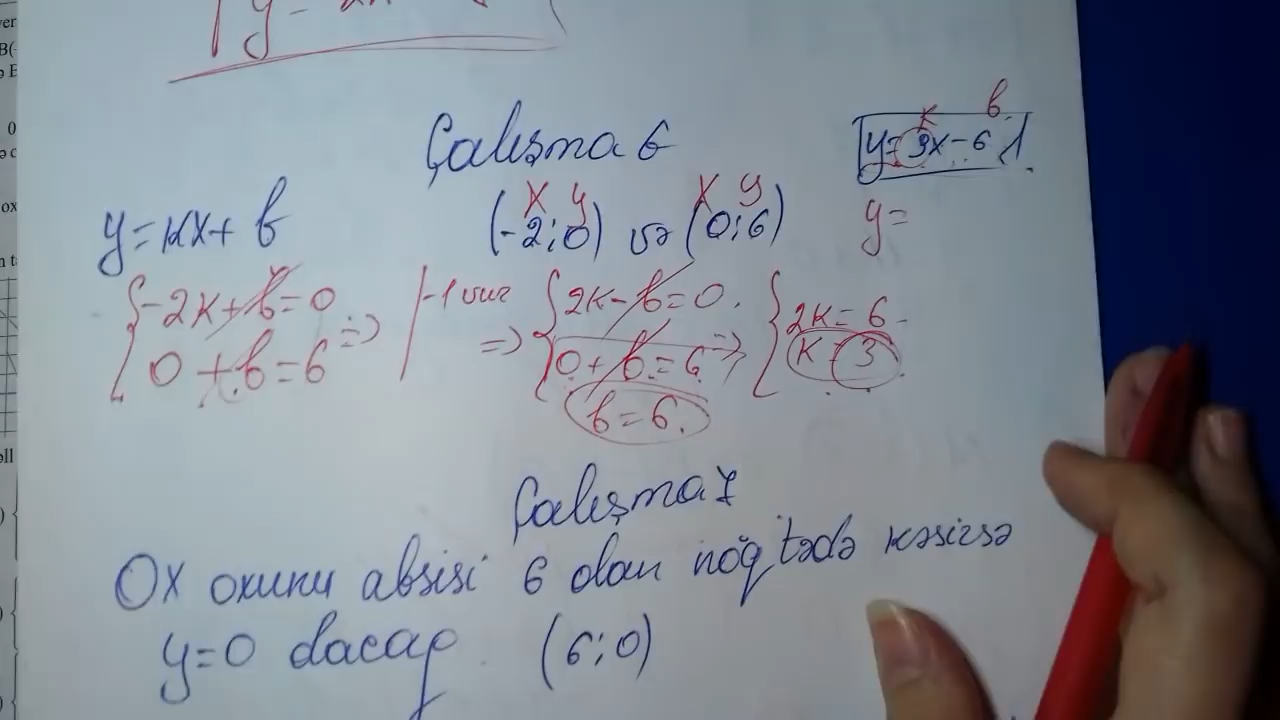 y=
Çalışma 6
k b
y=3x-6
y=kx+b
x y x y
(-2;0) və (0;6)
y=
{-2k+b=0 => | -1 vur => {2k-b=0. {2k=6
0+b=6 0+b=6 => k=3
b=6.
Çalışma 7
OX oxunu absisi 6 olan nöqtədə kəsirsə
y=0 olacaq (6;0)